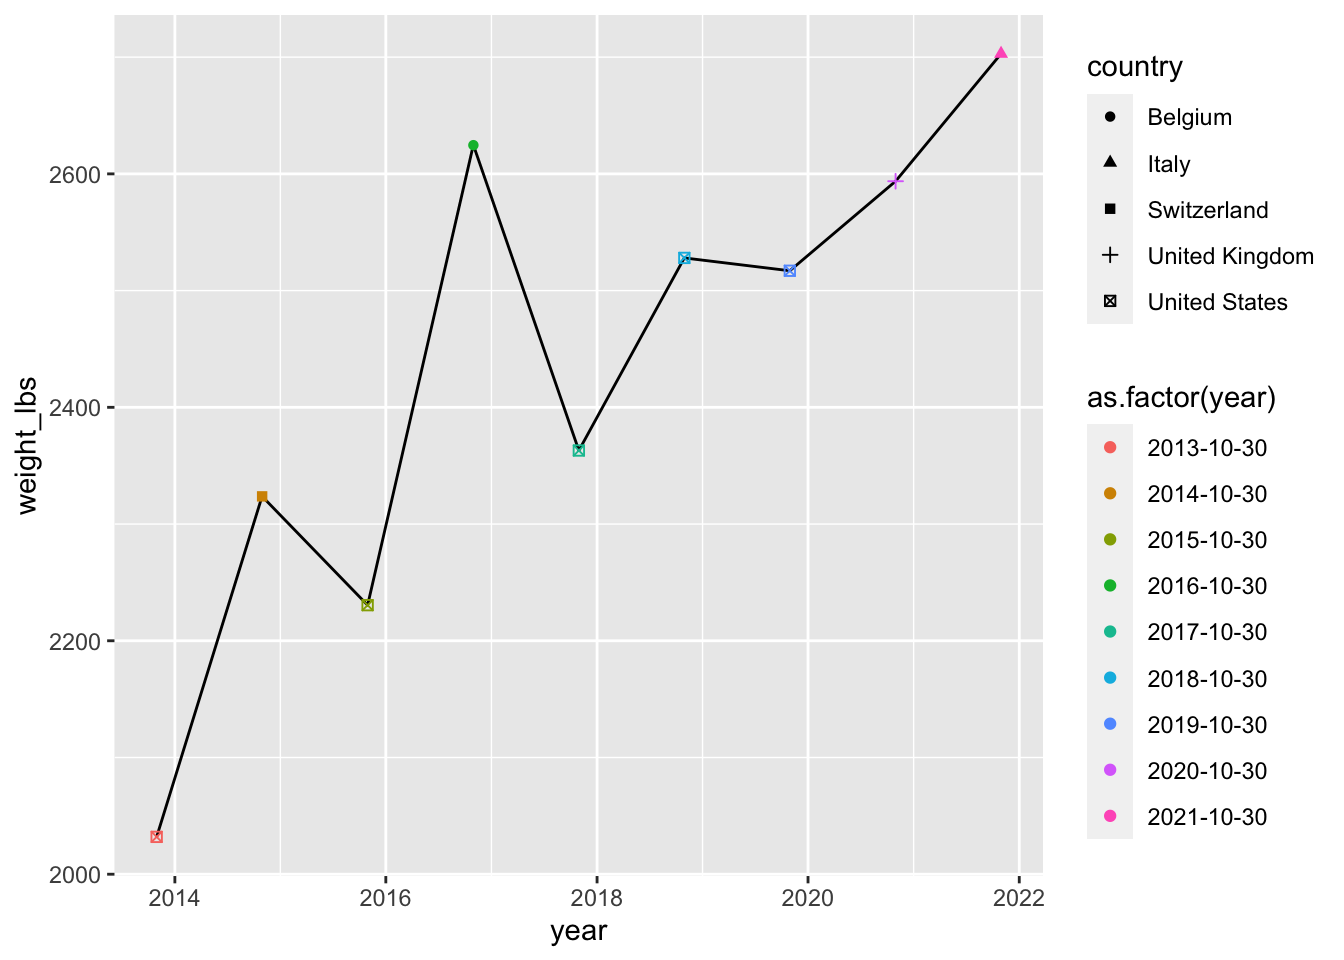 weight_lbs
2600
2400
2200
2000
2014 2016 2018 2020 2022
year
country
Belgium
Italy
Switzerland
United Kingdom
United States
as.factor(year)
2013-10-30
2014-10-30
2015-10-30
2016-10-30
2017-10-30
2018-10-30
2019-10-30
2020-10-30
2021-10-30